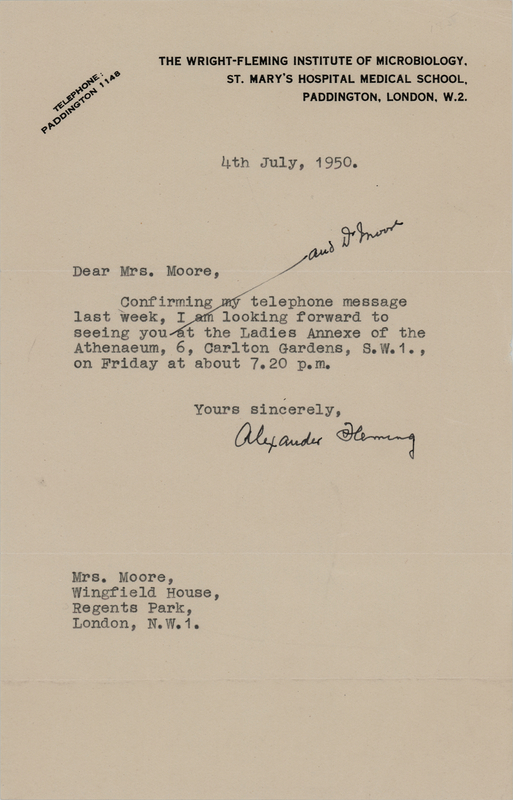 THE WRIGHT-FLEMING INSTITUTE OF MICROBIOLOGY.
ST. MARY'S HOSPITAL MEDICAL SCHOOL,
PADDINGTON, LONDON, W.2.
TELEPHONE:
PADDINGTON 1148
4th July, 1950.
and Dr Moore
Dear Mrs. Moore,
Confirming my telephone message
last week, I am looking forward to
seeing you at the Ladies Annexe of the
Athenaeum, 6, Carlton Gardens, S.W.1.,
on Friday at about 7.20 p.m.
Yours sincerely,
Alexander Fleming
Mrs. Moore,
Wingfield House,
Regents Park,
London, N.W.1.